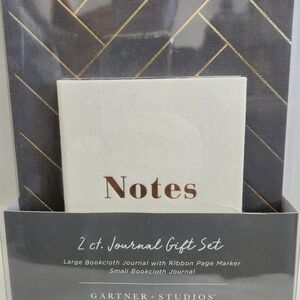 Notes
2 ct. Journal Gift Set
Large Bookcloth Journal with Ribbon Page Marker
Small Bookcloth Journal
GARTNER • STUDIOS®